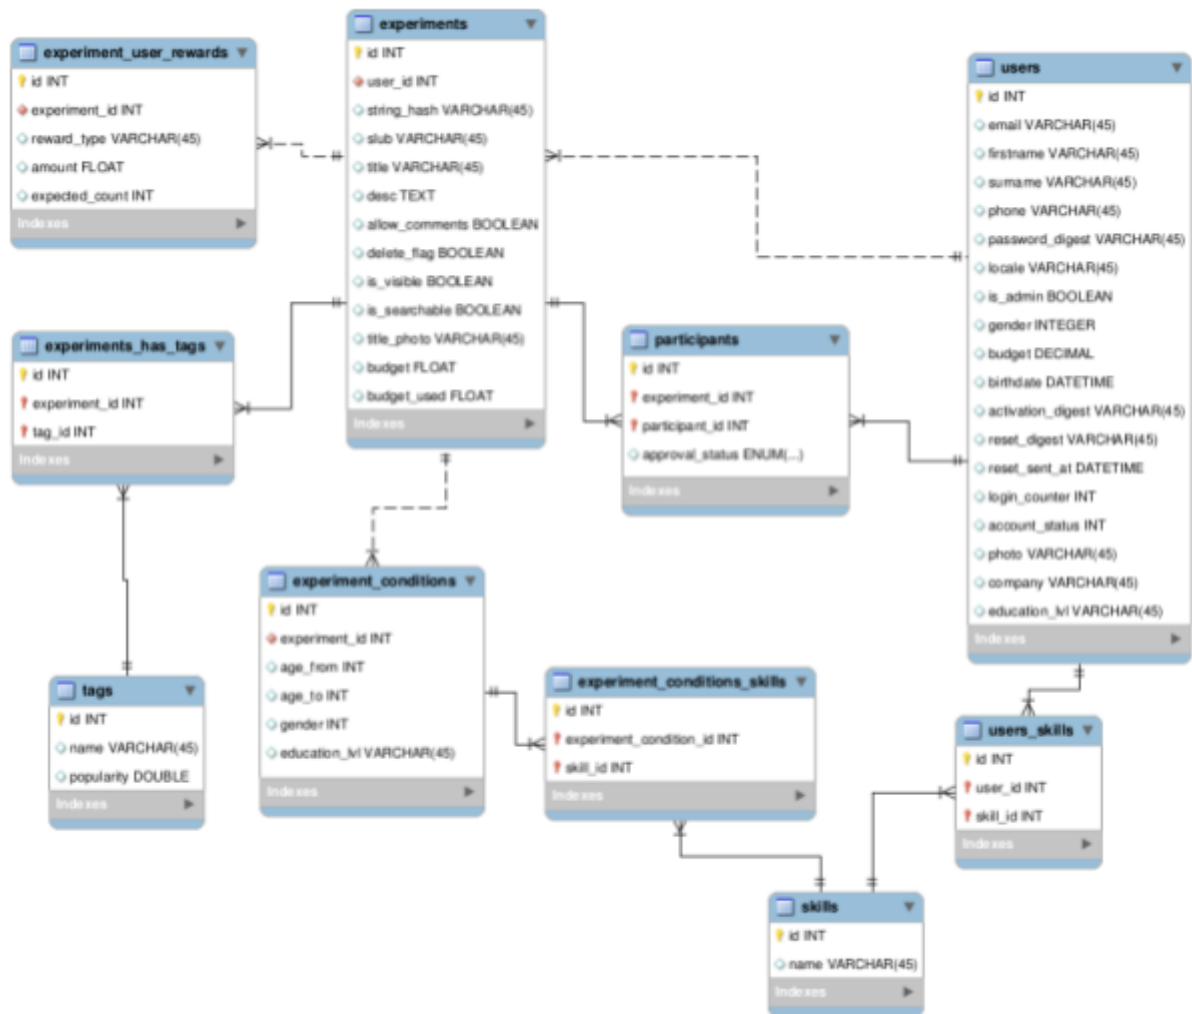 experiment_user_rewards
id INT
experiment_id INT
reward_type VARCHAR(45)
amount FLOAT
expected_count INT
Indexes
experiments
id INT
user_id INT
string_hash VARCHAR(45)
slub VARCHAR(45)
title VARCHAR(45)
desc TEXT
allow_comments BOOLEAN
delete_flag BOOLEAN
is_visible BOOLEAN
is_searchable BOOLEAN
title_photo VARCHAR(45)
budget FLOAT
budget_used FLOAT
Indexes
users
id INT
email VARCHAR(45)
firstname VARCHAR(45)
surname VARCHAR(45)
phone VARCHAR(45)
password_digest VARCHAR(45)
locale VARCHAR(45)
is_admin BOOLEAN
gender INTEGER
budget DECIMAL
birthdate DATETIME
activation_digest VARCHAR(45)
reset_digest VARCHAR(45)
reset_sent_at DATETIME
login_counter INT
account_status INT
photo VARCHAR(45)
company VARCHAR(45)
education_lvl VARCHAR(45)
Indexes
experiments_has_tags
id INT
experiment_id INT
tag_id INT
Indexes
participants
id INT
experiment_id INT
participant_id INT
approval_status ENUM(...)
Indexes
experiment_conditions
id INT
experiment_id INT
age_from INT
age_to INT
gender INT
education_lvl VARCHAR(45)
Indexes
tags
id INT
name VARCHAR(45)
popularity DOUBLE
Indexes
experiment_conditions_skills
id INT
experiment_condition_id INT
skill_id INT
Indexes
users_skills
id INT
user_id INT
skill_id INT
Indexes
skills
id INT
name VARCHAR(45)
Indexes